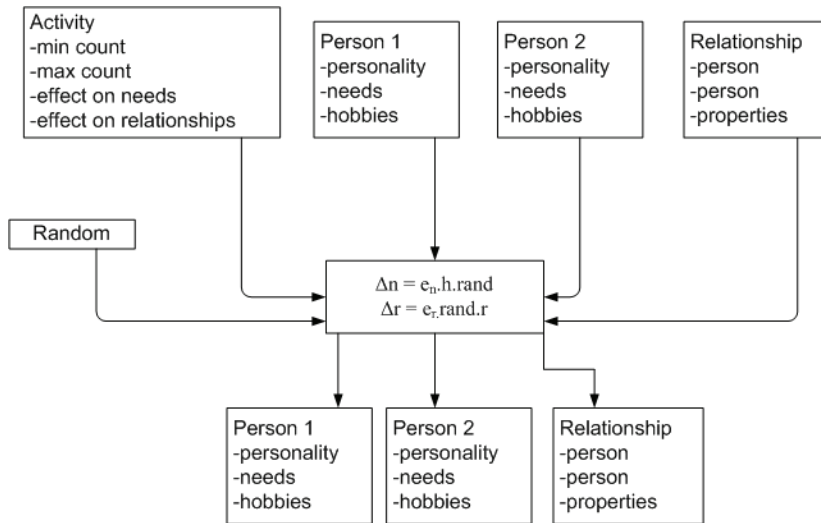 Activity
-min count
-max count
-effect on needs
-effect on relationships
Person 1
-personality
-needs
-hobbies
Person 2
-personality
-needs
-hobbies
Relationship
-person
-person
-properties
Random
Δn = eₙ.h.rand
Δr = eᵣ.rand.r
Person 1
-personality
-needs
-hobbies
Person 2
-personality
-needs
-hobbies
Relationship
-person
-person
-properties